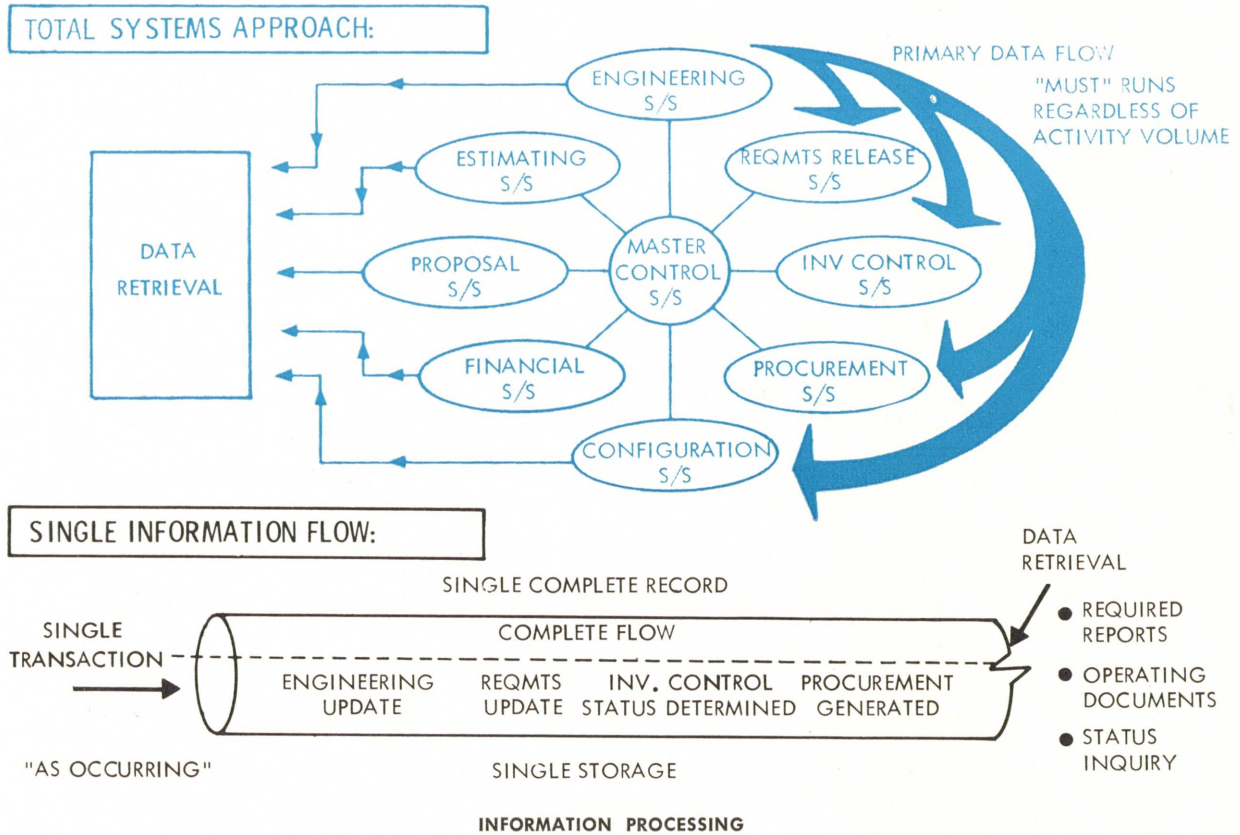 TOTAL SYSTEMS APPROACH:
PRIMARY DATA FLOW
"MUST" RUNS
REGARDLESS OF
ACTIVITY VOLUME
ENGINEERING
S/S
ESTIMATING
S/S
REQMTS RELEASE
S/S
DATA
RETRIEVAL
PROPOSAL
S/S
MASTER
CONTROL
S/S
INV CONTROL
S/S
FINANCIAL
S/S
PROCUREMENT
S/S
CONFIGURATION
S/S
SINGLE INFORMATION FLOW:
DATA
RETRIEVAL
SINGLE COMPLETE RECORD
SINGLE
TRANSACTION
COMPLETE FLOW
ENGINEERING
UPDATE
REQMTS
UPDATE
INV. CONTROL
STATUS DETERMINED
PROCUREMENT
GENERATED
● REQUIRED
REPORTS
● OPERATING
DOCUMENTS
● STATUS
INQUIRY
"AS OCCURRING"
SINGLE STORAGE
INFORMATION PROCESSING